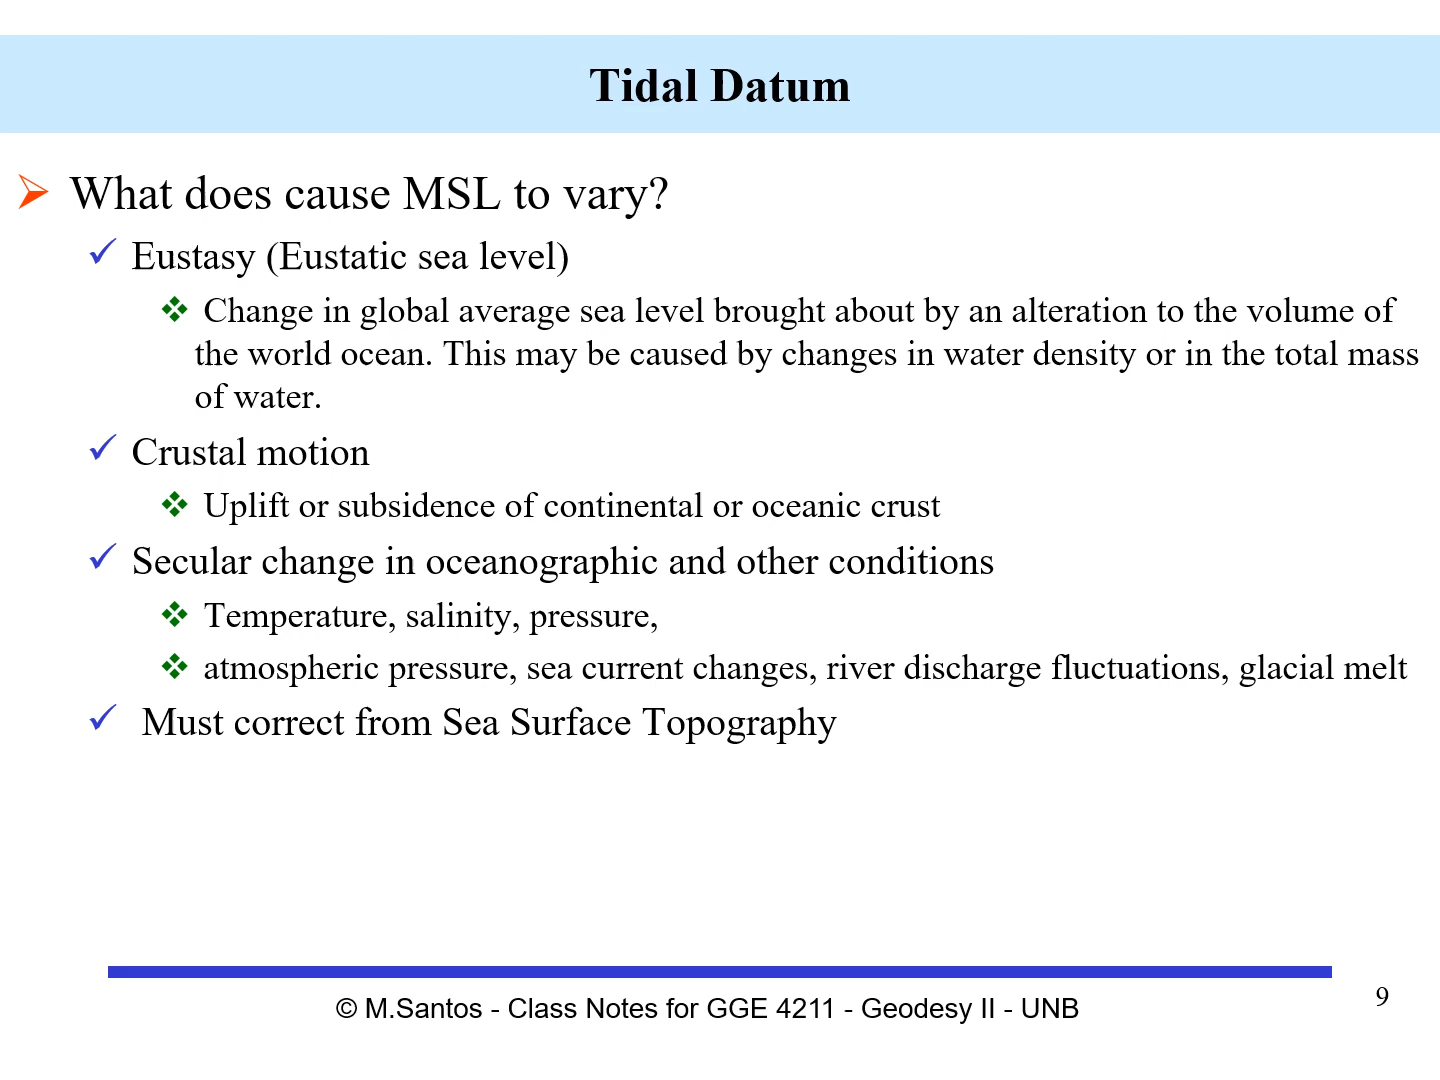 Tidal Datum
What does cause MSL to vary?
Eustasy (Eustatic sea level)
Change in global average sea level brought about by an alteration to the volume of
the world ocean. This may be caused by changes in water density or in the total mass
of water.
Crustal motion
Uplift or subsidence of continental or oceanic crust
Secular change in oceanographic and other conditions
Temperature, salinity, pressure,
atmospheric pressure, sea current changes, river discharge fluctuations, glacial melt
Must correct from Sea Surface Topography
© M.Santos - Class Notes for GGE 4211 - Geodesy II - UNB
9